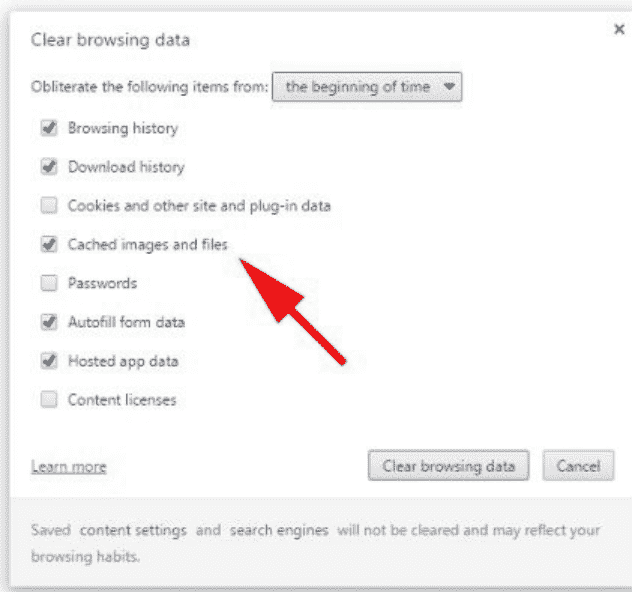 Clear browsing data
Obliterate the following items from: the beginning of time
Browsing history
Download history
Cookies and other site and plug-in data
Cached images and files
Passwords
Autofill form data
Hosted app data
Content licenses
Learn more Clear browsing data Cancel
Saved content settings and search engines will not be cleared and may reflect your
browsing habits.